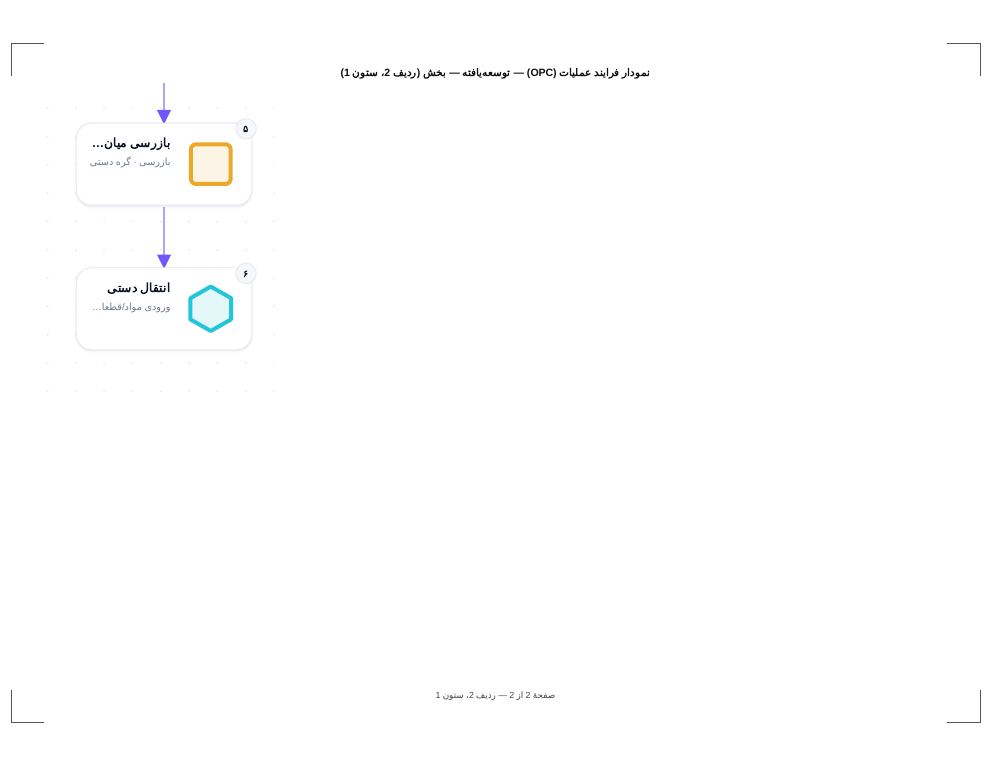 نمودار فرایند عملیات (OPC) — توسعه‌یافته — بخش (ردیف 2، ستون 1)
۵
بازرسی میان...
بازرسی · گره دستی
۶
انتقال دستی
ورودی مواد/قطعا...
صفحهٔ 2 از 2 — ردیف 2، ستون 1